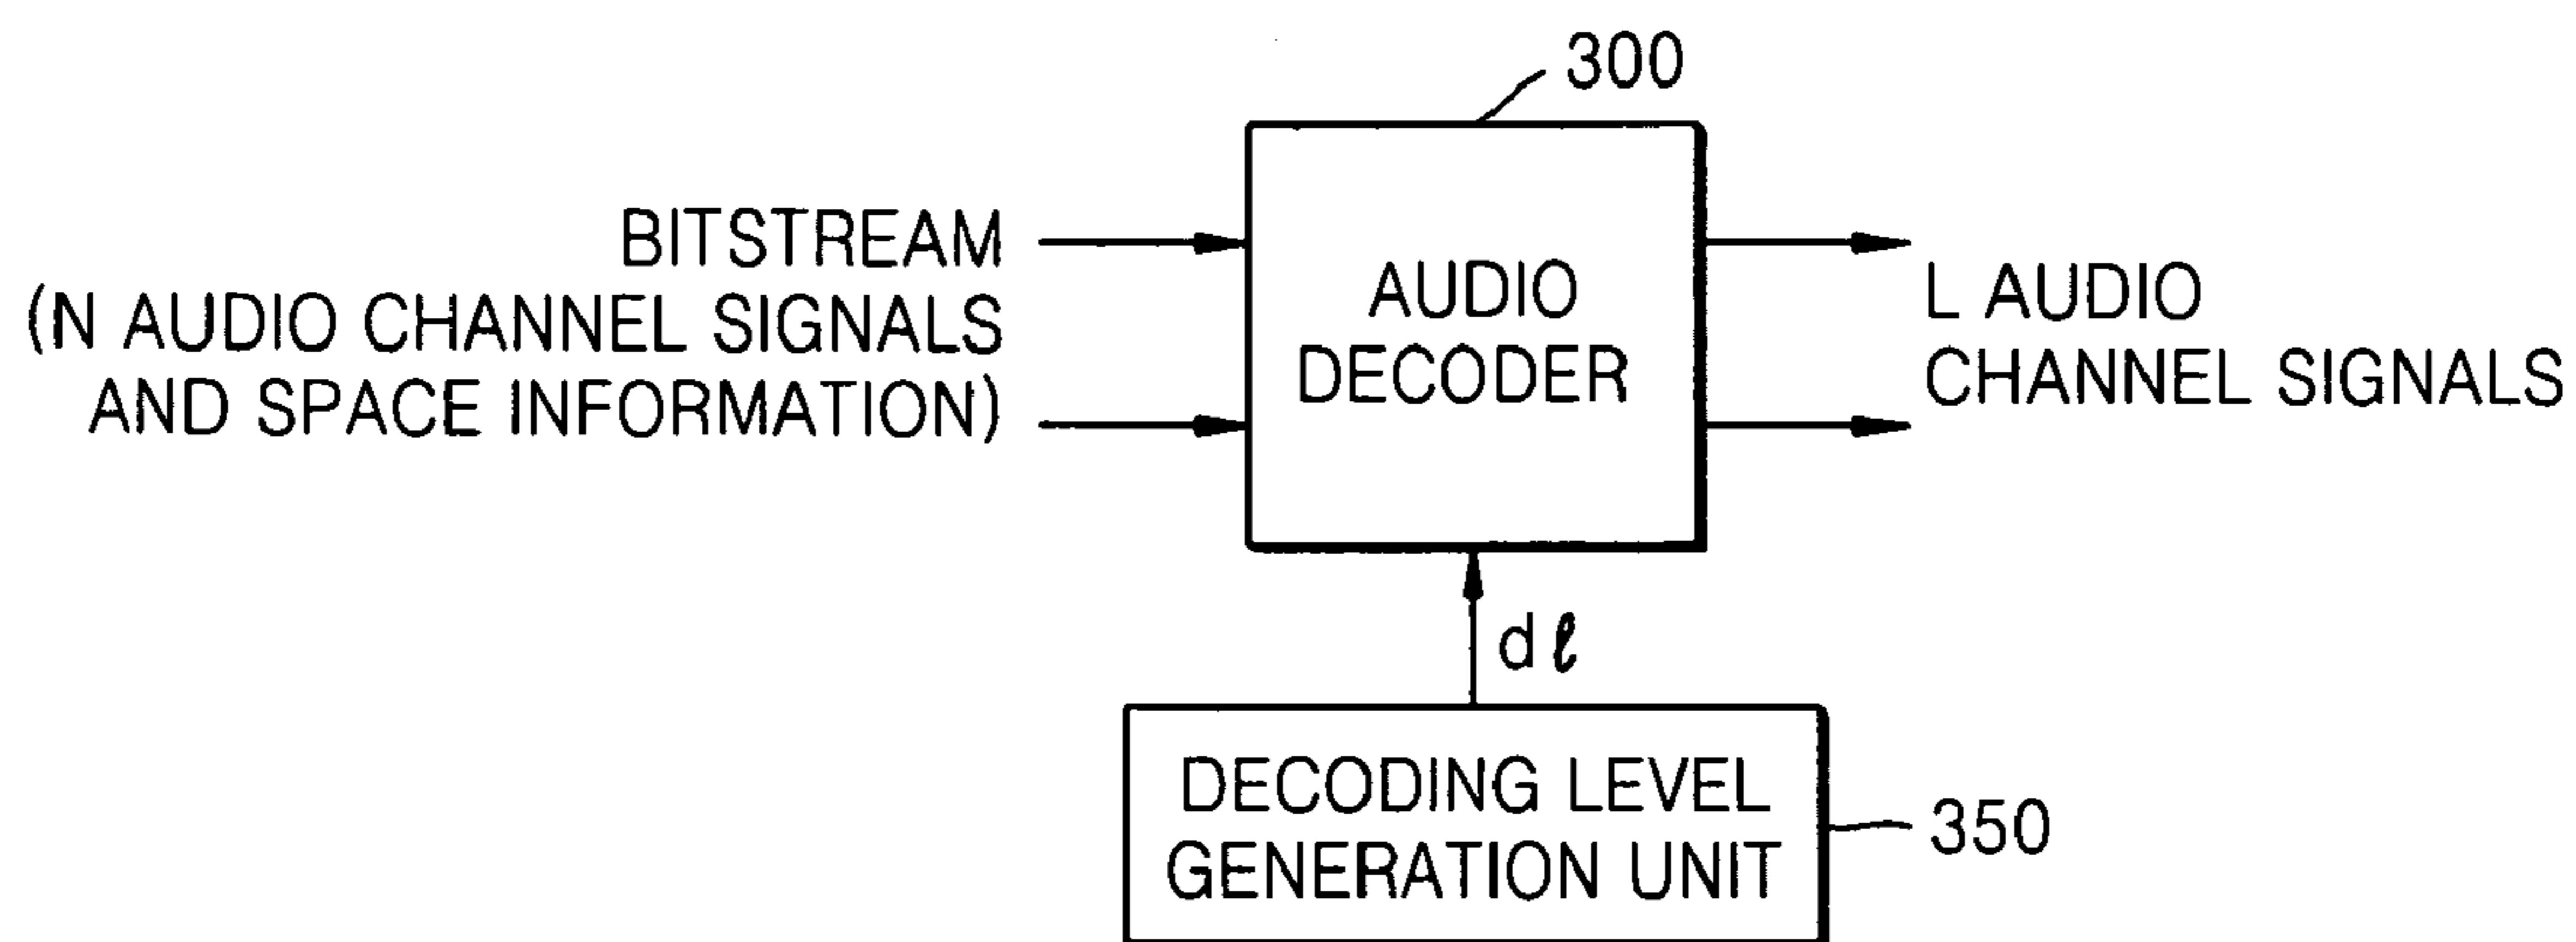 300
BITSTREAM
(N AUDIO CHANNEL SIGNALS
AND SPACE INFORMATION)
AUDIO
DECODER
L AUDIO
CHANNEL SIGNALS
dℓ
DECODING LEVEL
GENERATION UNIT
350